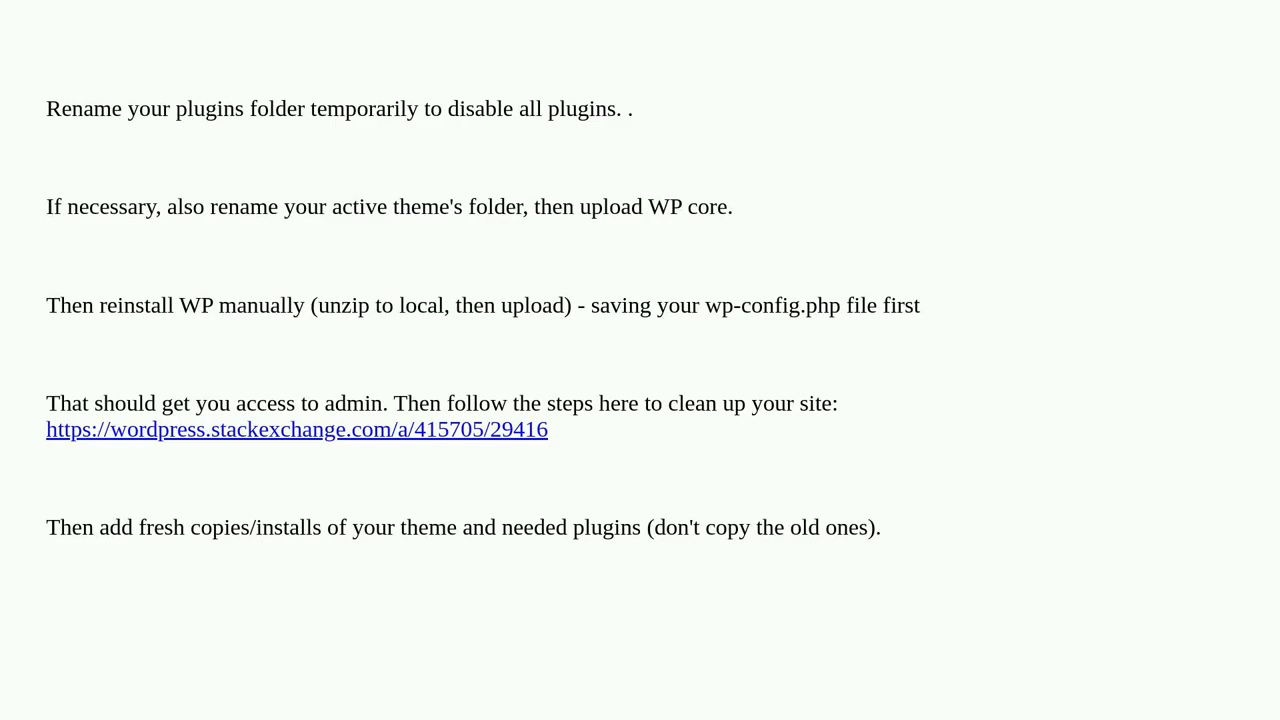 Rename your plugins folder temporarily to disable all plugins. .
If necessary, also rename your active theme's folder, then upload WP core.
Then reinstall WP manually (unzip to local, then upload) - saving your wp-config.php file first
That should get you access to admin. Then follow the steps here to clean up your site:
https://wordpress.stackexchange.com/a/415705/29416
Then add fresh copies/installs of your theme and needed plugins (don't copy the old ones).